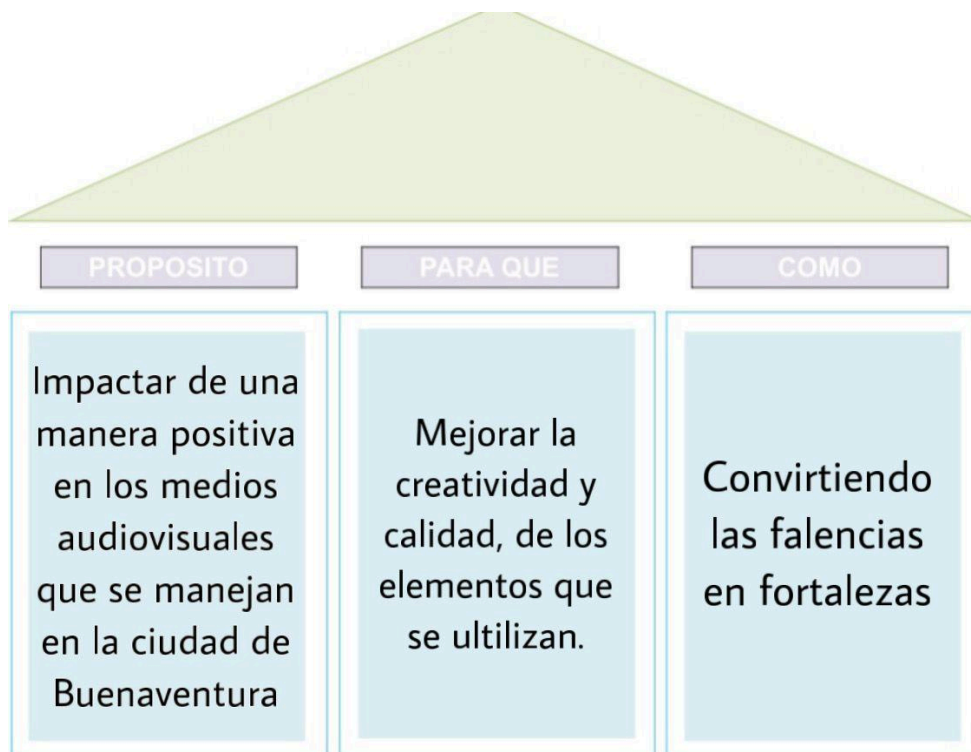 PROPOSITO
Impactar de una
manera positiva
en los medios
audiovisuales
que se manejan
en la ciudad de
Buenaventura
PARA QUE
Mejorar la
creatividad y
calidad, de los
elementos que
se ultilizan.
COMO
Convirtiendo
las falencias
en fortalezas